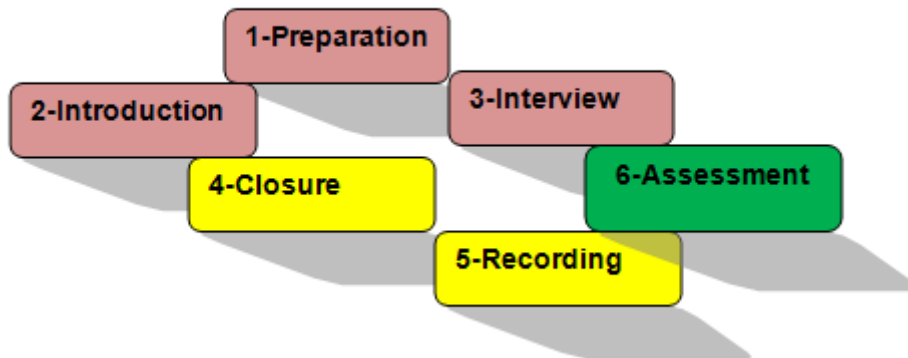 1-Preparation
2-Introduction
3-Interview
4-Closure
5-Recording
6-Assessment